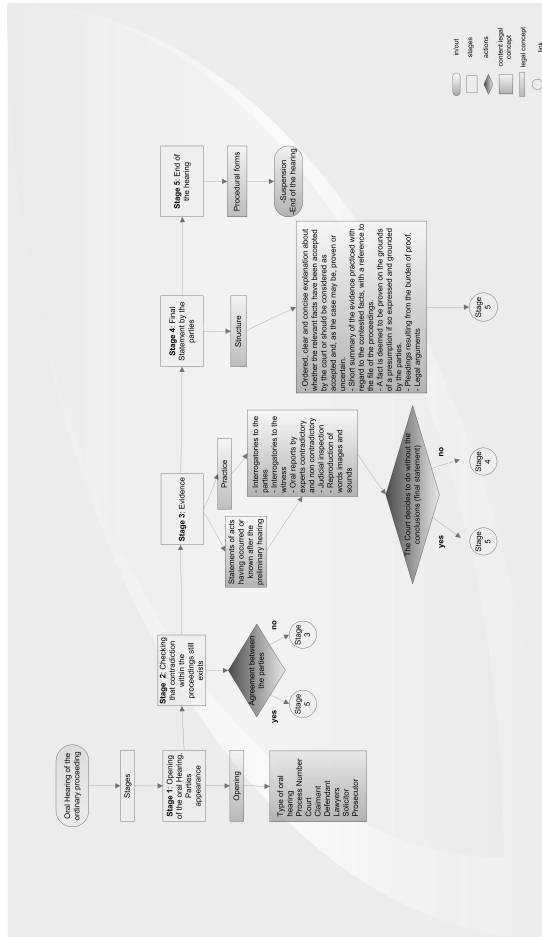 Oral Hearing of the
ordinary proceeding
Stages
Stage 1: Opening
of the oral Hearing.
Parties
appearance
Opening
Type of oral
hearing
Process Number
Court
Claimant
Defendant
Lawyers
Solicitor
Prosecutor
Stage 2: Checking
that contradiction
within the
proceedings still
exists
Agreement between
the parties
yes
no
Stage
5
Stage
3
Stage 3: Evidence
Statements of acts
having occurred or
known after the
preliminary hearing
Practice
- Interrogatories to the
parties
- Interrogatories to the
witness
- Oral reports by
experts contradictory
and non contradictory
- Judicial inspection
- Reproduction of
words images and
sounds
The Court decides to do without the
conclusions (final statement)
yes
no
Stage
5
Stage
4
Stage 4: Final
Statement by the
parties
Structure
- Ordered, clear and concise explanation about
whether the relevant facts have been accepted
by the court or should be considered as
accepted and, as the case may be, proven or
uncertain.
- Short summary of the evidence practiced with
regard to the contested facts, with a reference to
the file of the proceedings.
- A fact is deemed to be proven on the grounds
of a presumption if so expressed and grounded
by the parties.
- Pleadings resulting from the burden of proof.
- Legal arguments
Stage
5
Stage 5: End of
the hearing
Procedural forms
-Suspension
-End of the hearing
in/out
stages
actions
content legal
concept
legal concept
link